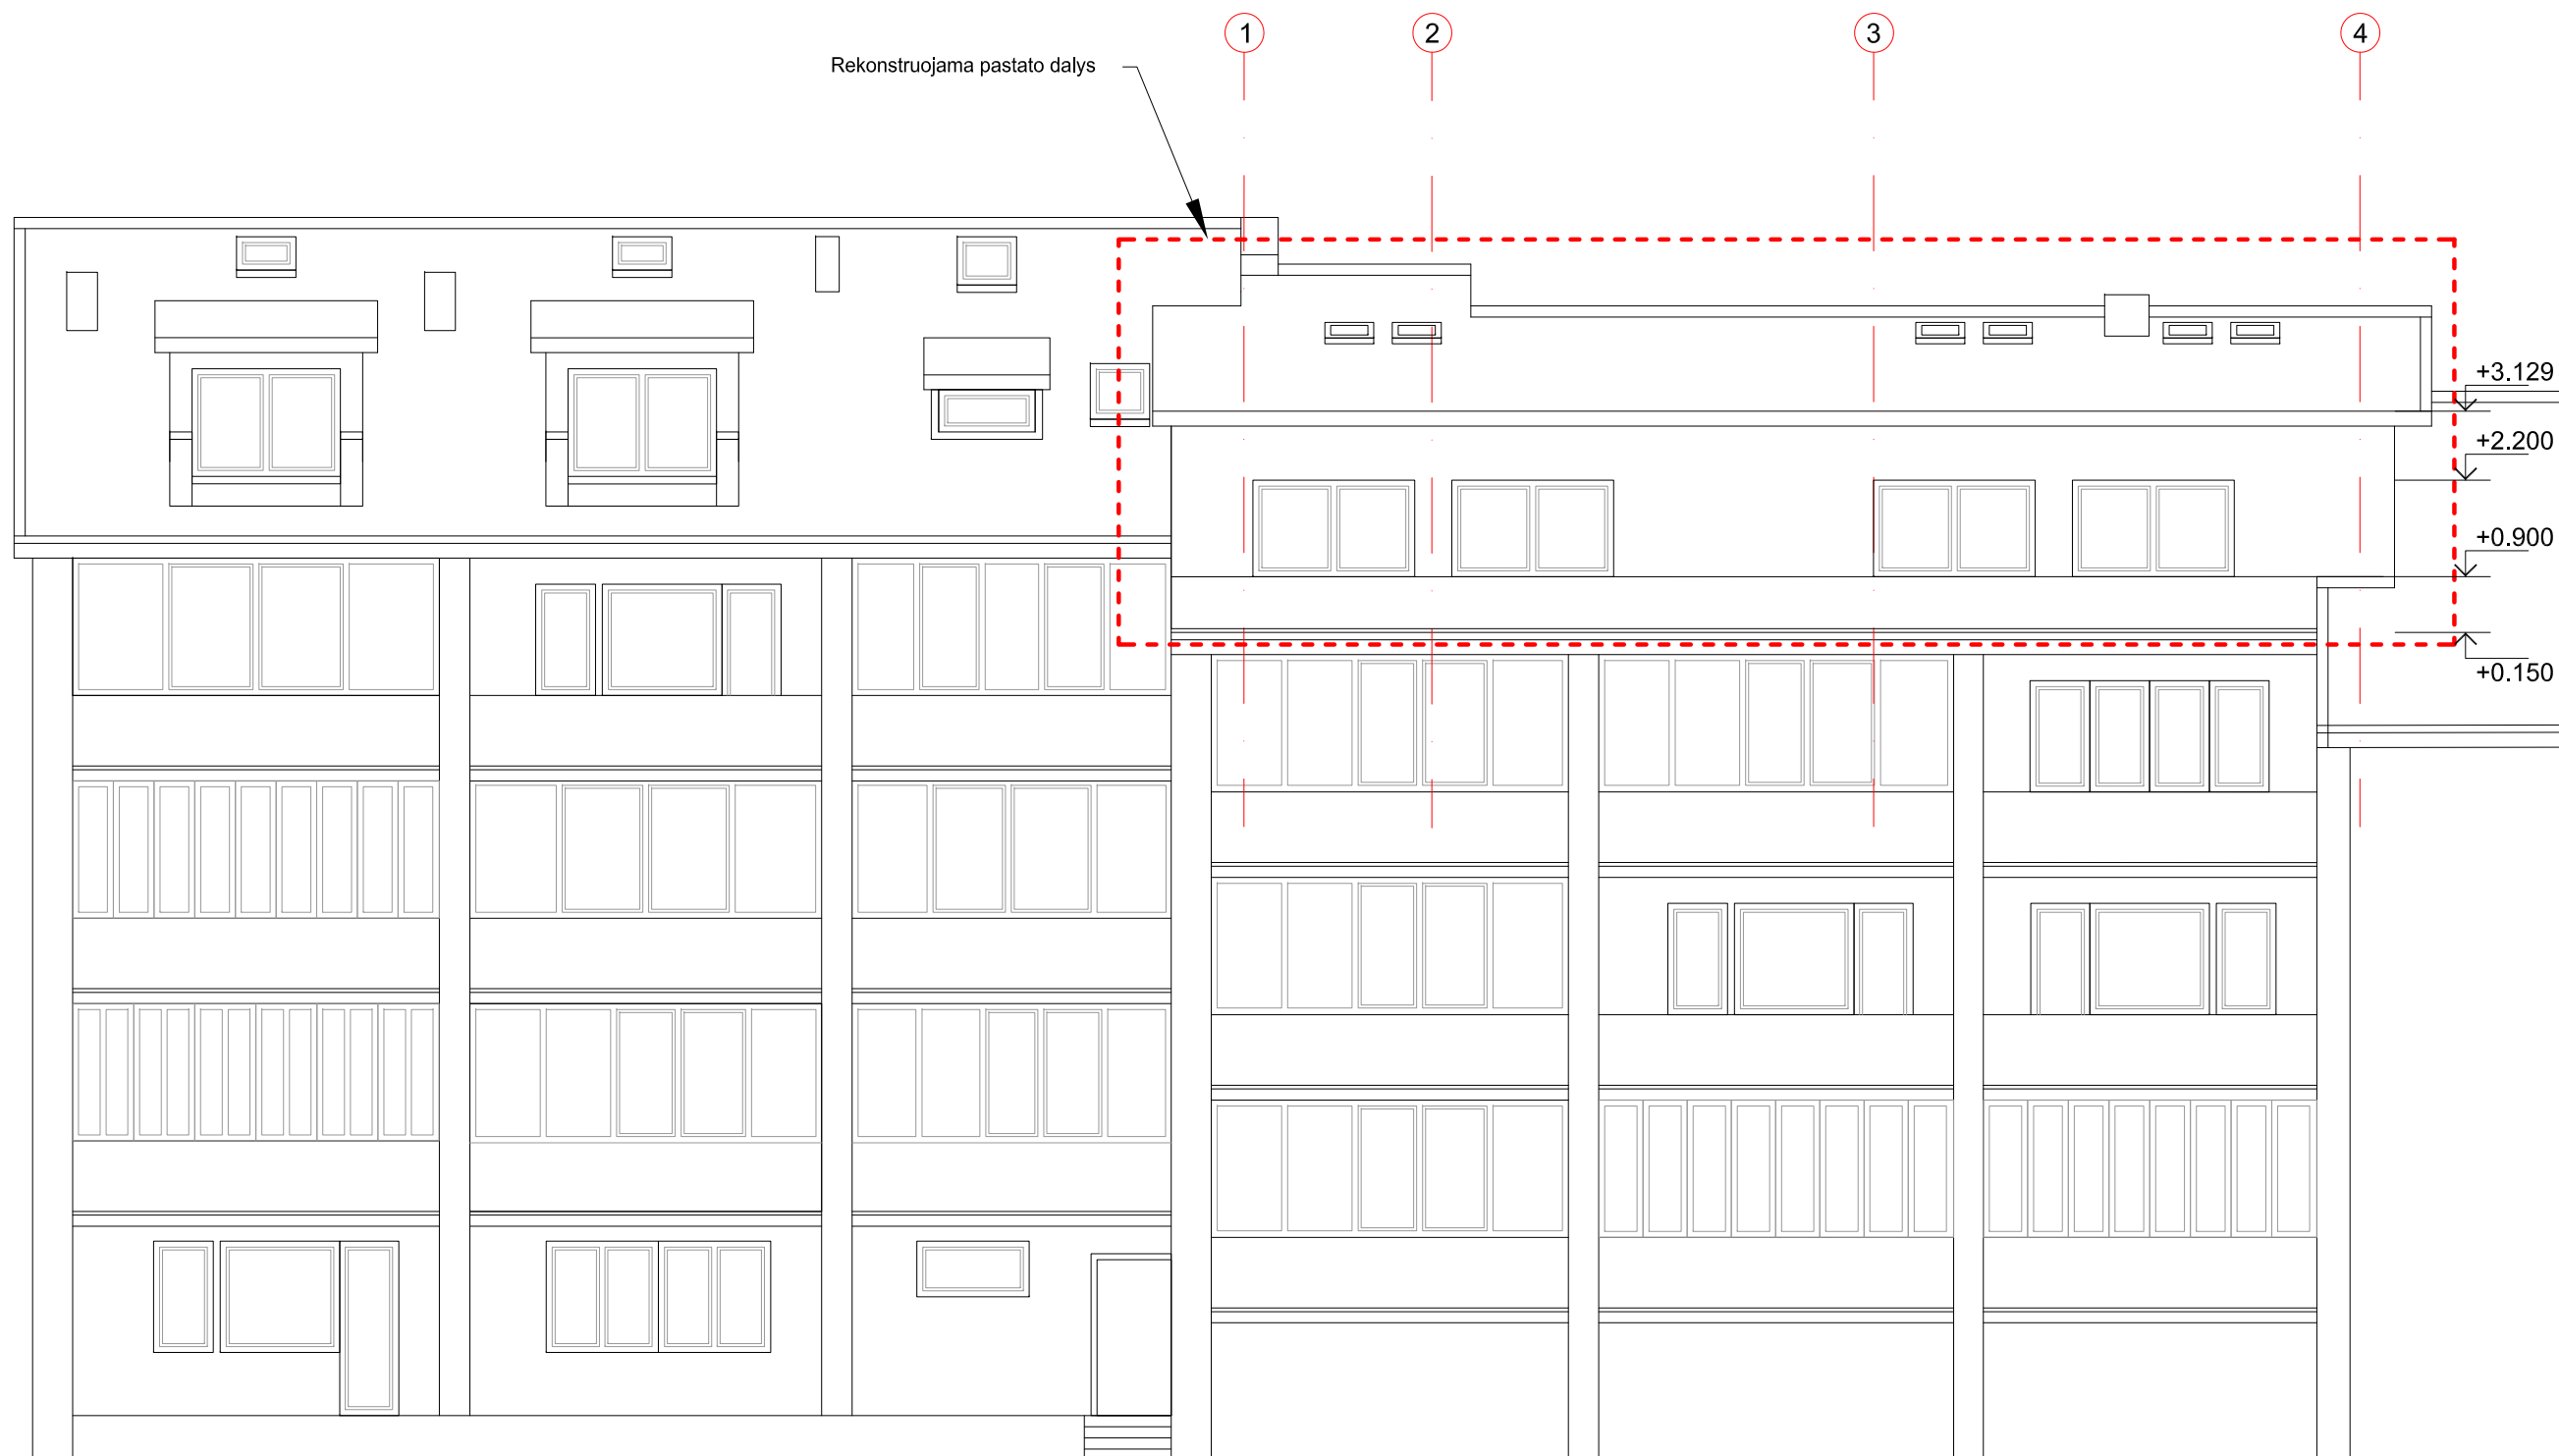 1 2 3 4
Rekonstruojama pastato dalys
+3.129
+2.200
+0.900
+0.150